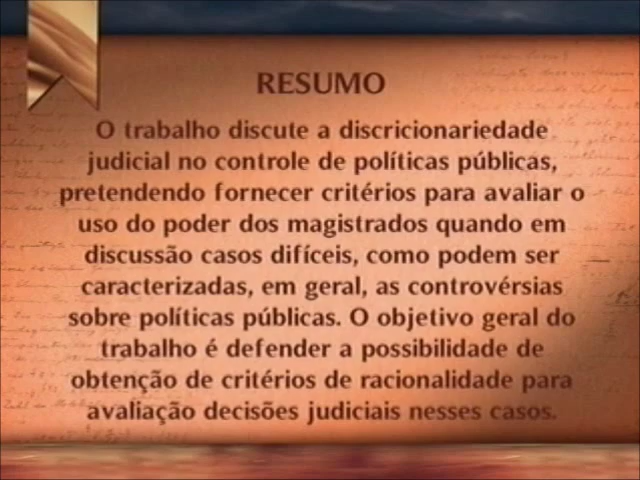 RESUMO
O trabalho discute a discricionariedade
judicial no controle de políticas públicas,
pretendendo fornecer critérios para avaliar o
uso do poder dos magistrados quando em
discussão casos difíceis, como podem ser
caracterizadas, em geral, as controvérsias
sobre políticas públicas. O objetivo geral do
trabalho é defender a possibilidade de
obtenção de critérios de racionalidade para
avaliação decisões judiciais nesses casos.